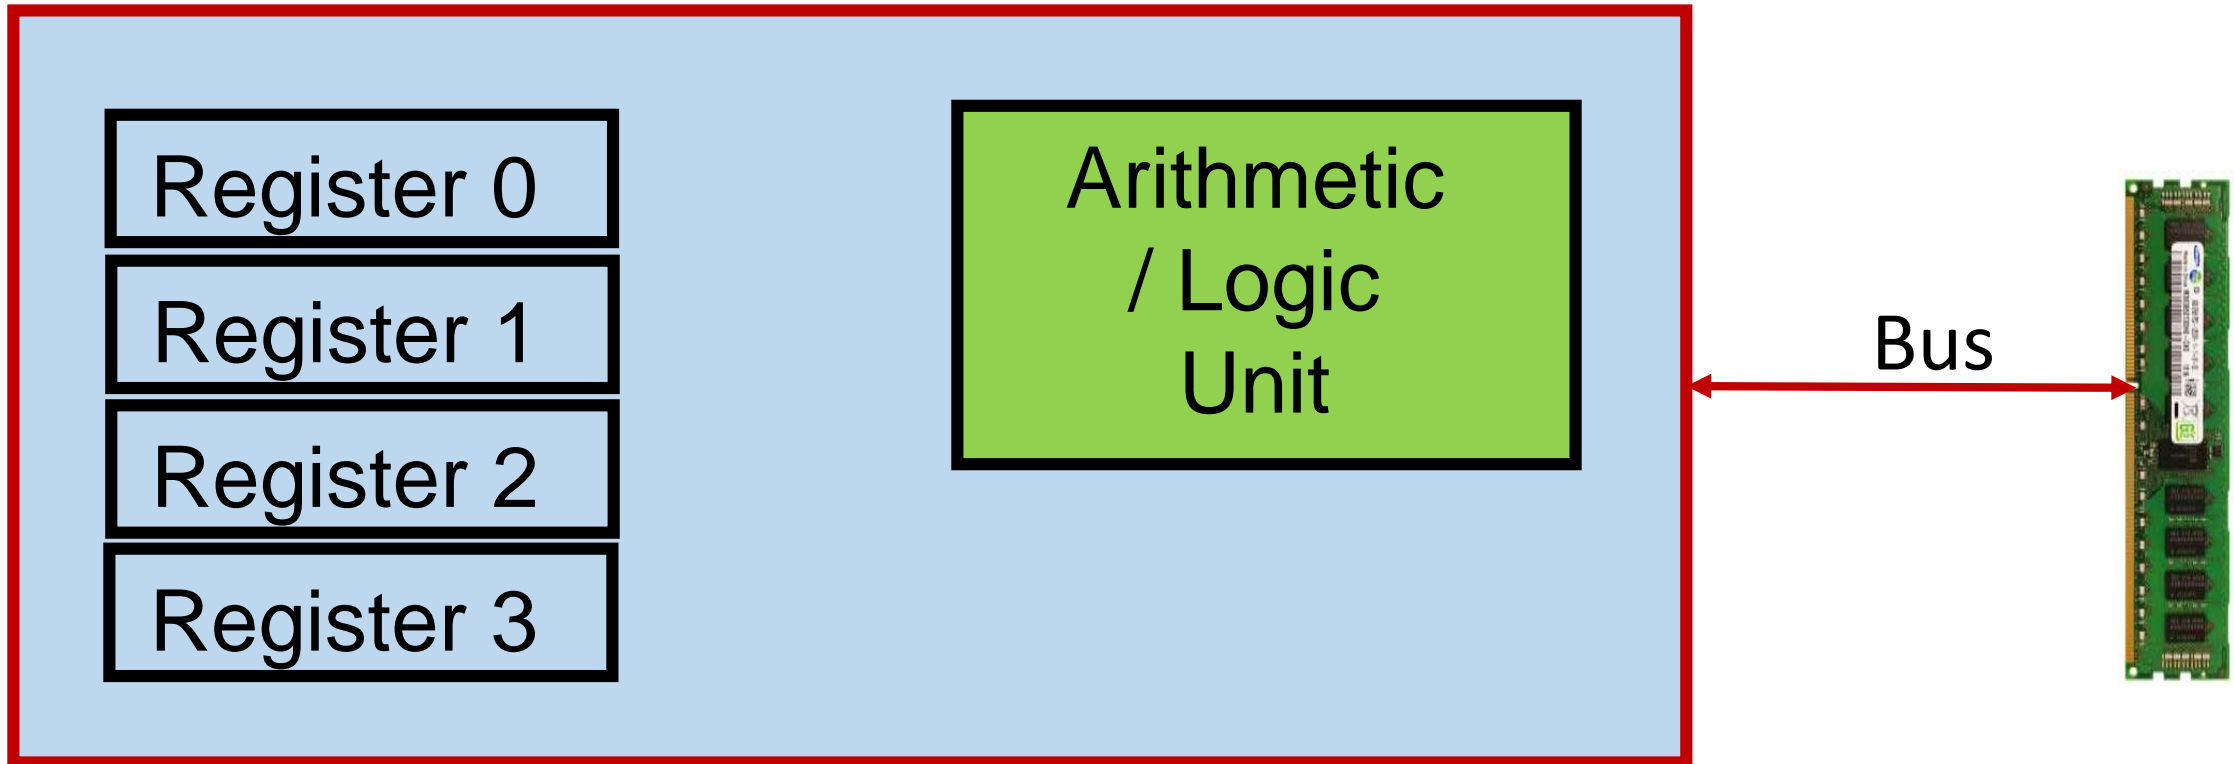 Register 0
Register 1
Register 2
Register 3
Arithmetic
/ Logic
Unit
Bus